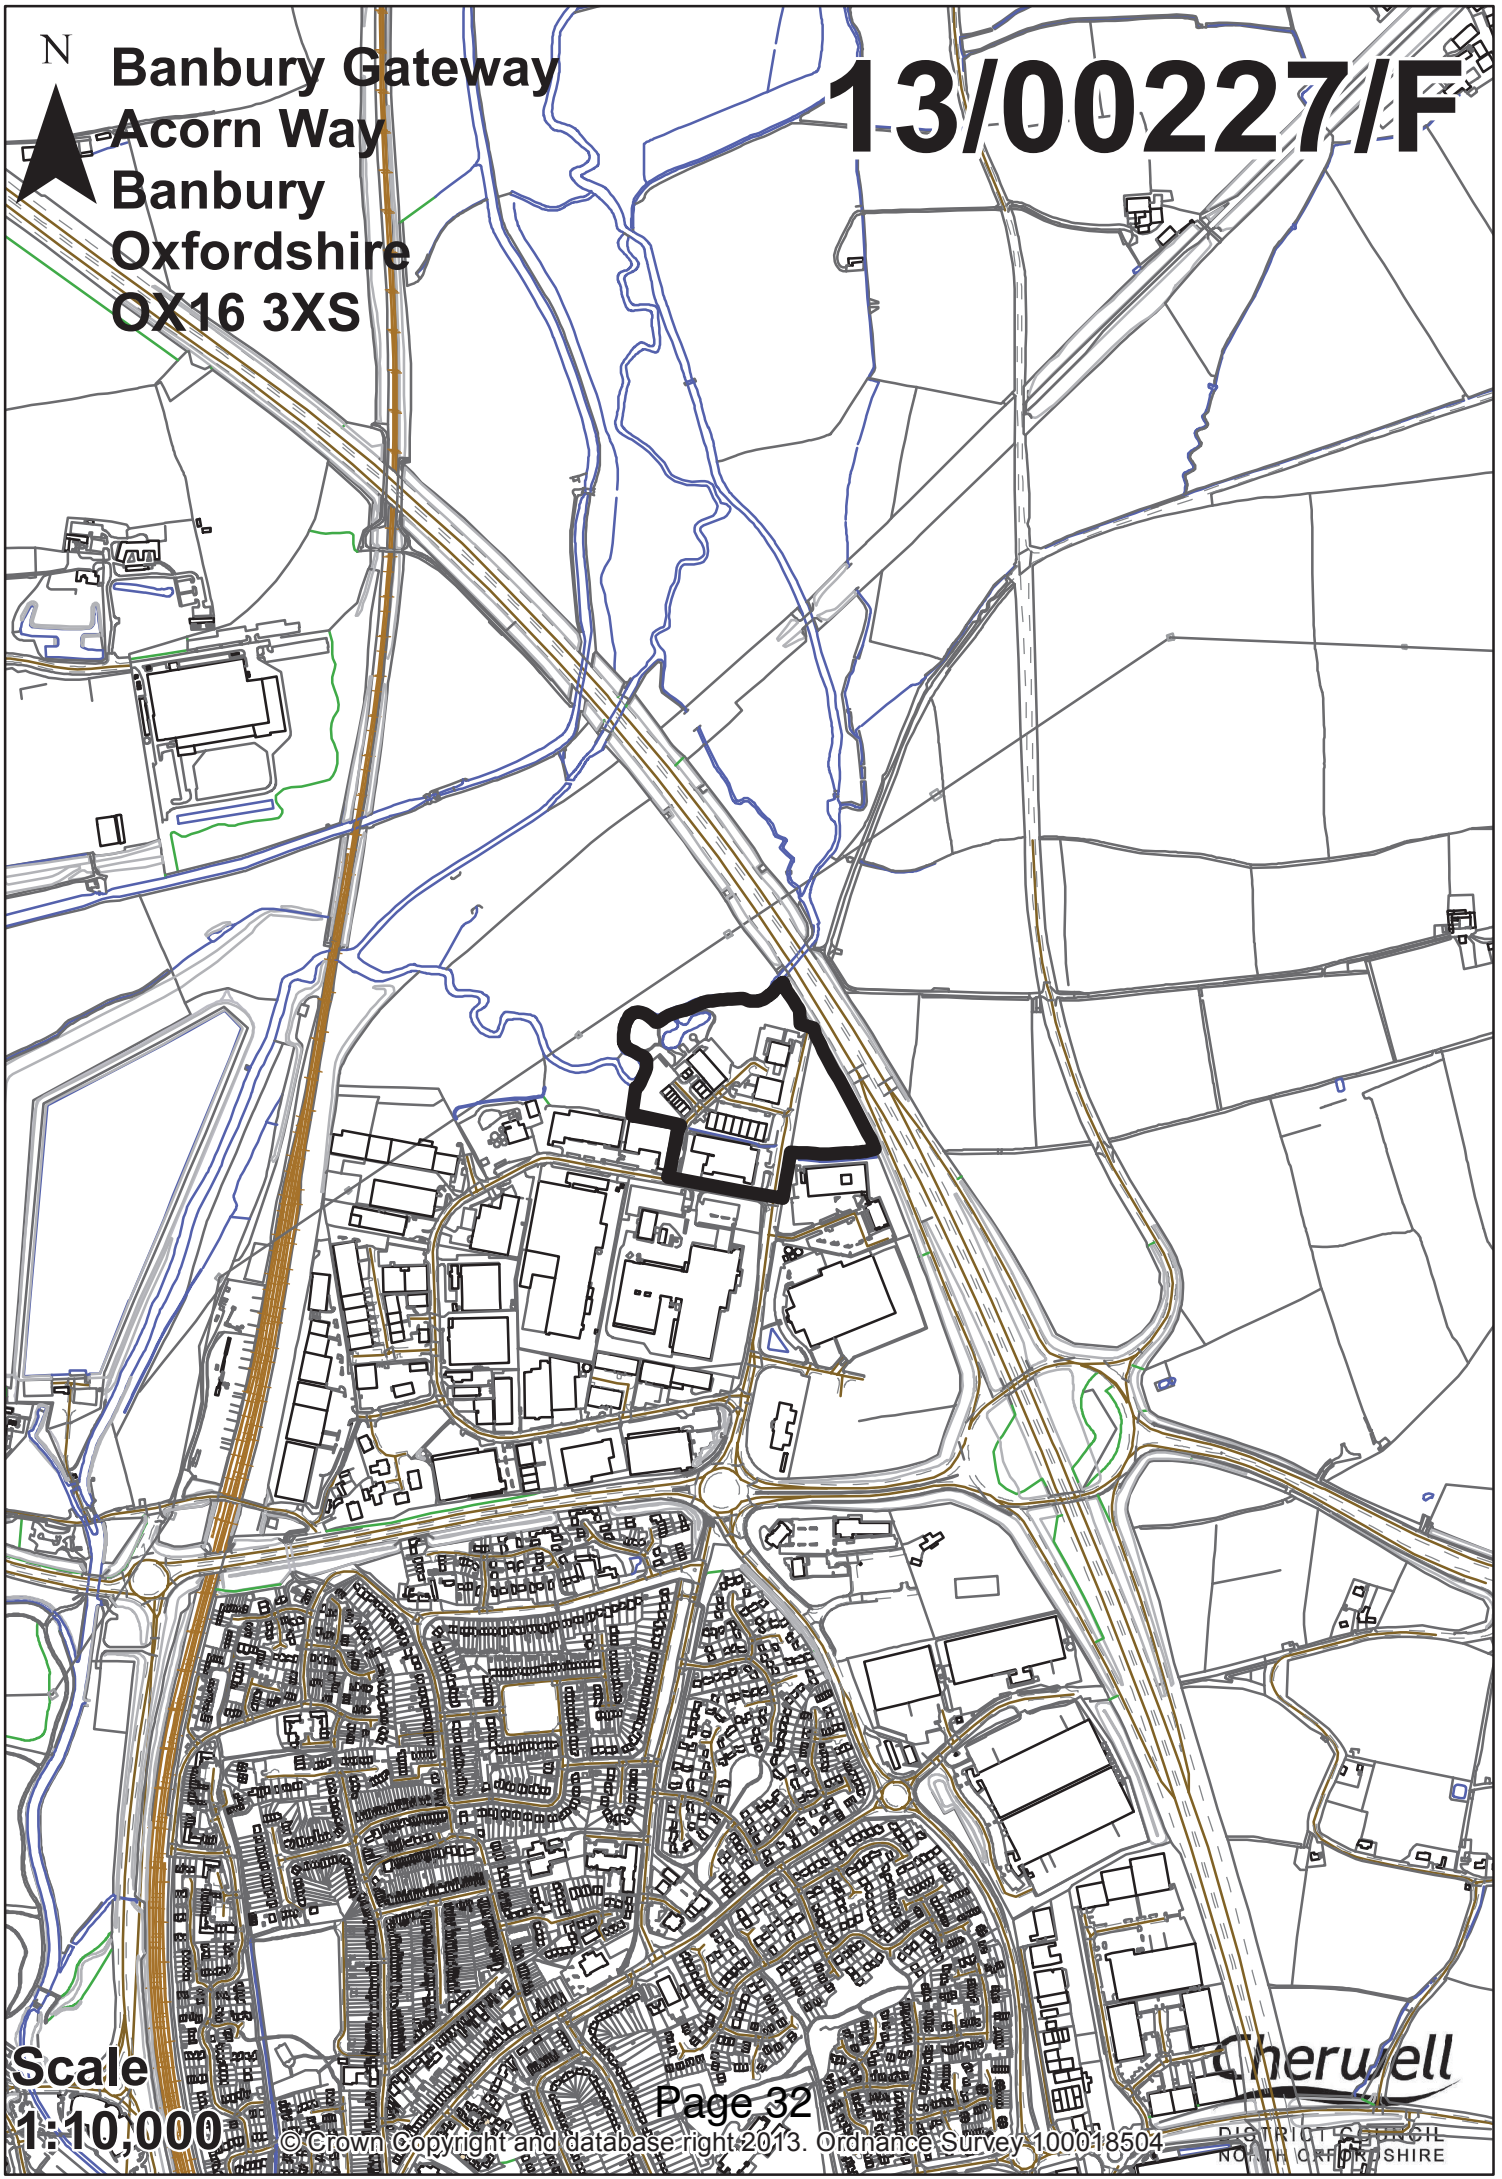 N
Banbury Gateway
Acorn Way
Banbury
Oxfordshire
OX16 3XS
13/00227/F
Scale
1:10,000
Page 32
© Crown Copyright and database right 2013. Ordnance Survey 100018504
Cherwell
DISTRICT COUNCIL
NORTH OXFORDSHIRE